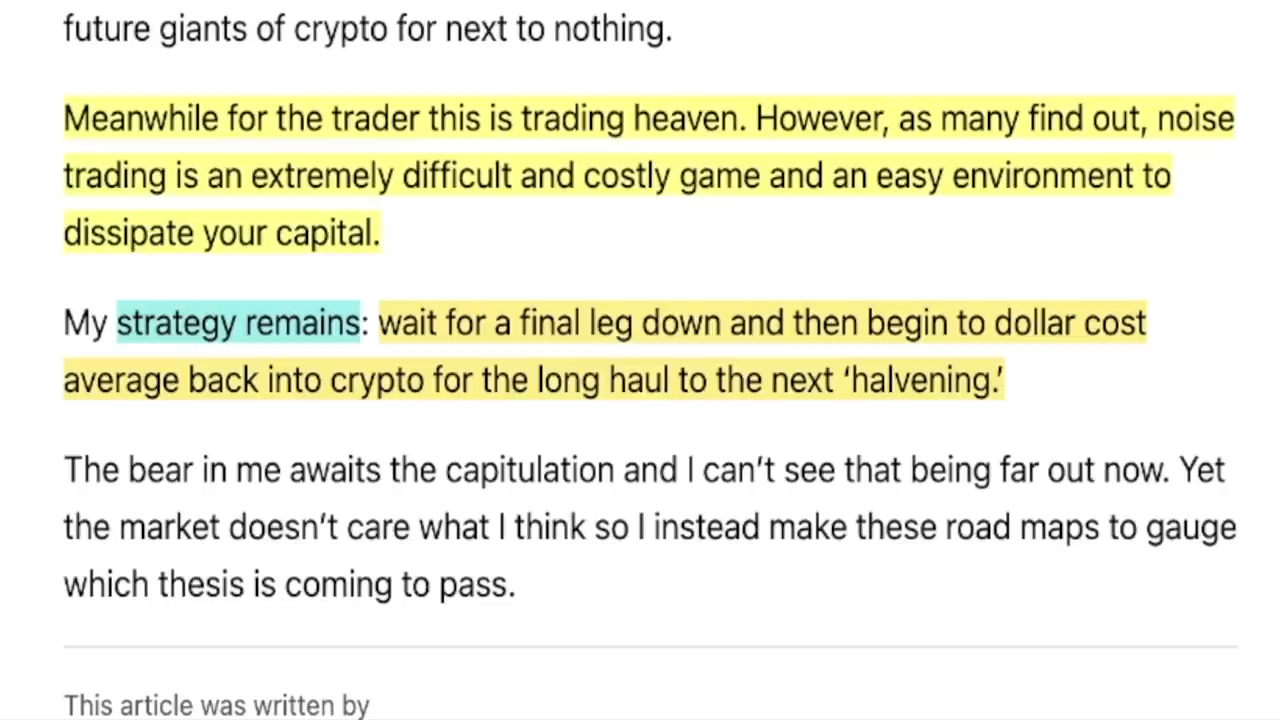 future giants of crypto for next to nothing.
Meanwhile for the trader this is trading heaven. However, as many find out, noise
trading is an extremely difficult and costly game and an easy environment to
dissipate your capital.
My strategy remains: wait for a final leg down and then begin to dollar cost
average back into crypto for the long haul to the next ‘halvening.’
The bear in me awaits the capitulation and I can’t see that being far out now. Yet
the market doesn’t care what I think so I instead make these road maps to gauge
which thesis is coming to pass.
This article was written by